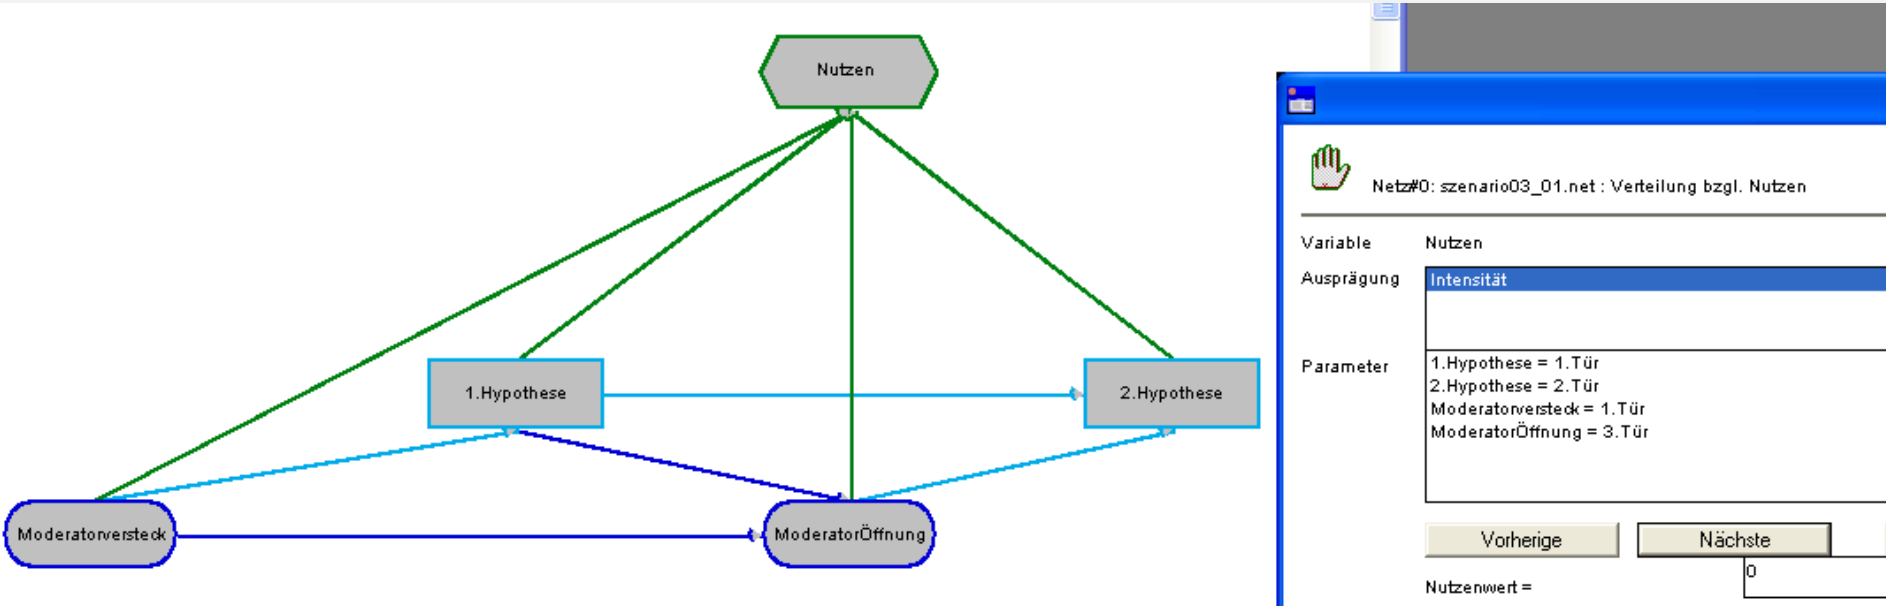 Nutzen
1.Hypothese
2.Hypothese
Moderatorversteck
ModeratorÖffnung
Netz#0: szenario03_01.net : Verteilung bzgl. Nutzen
Variable Nutzen
Ausprägung Intensität
Parameter 1.Hypothese = 1.Tür
2.Hypothese = 2.Tür
Moderatorversteck = 1.Tür
ModeratorÖffnung = 3.Tür
Vorherige Nächste
Nutzenwert = 0